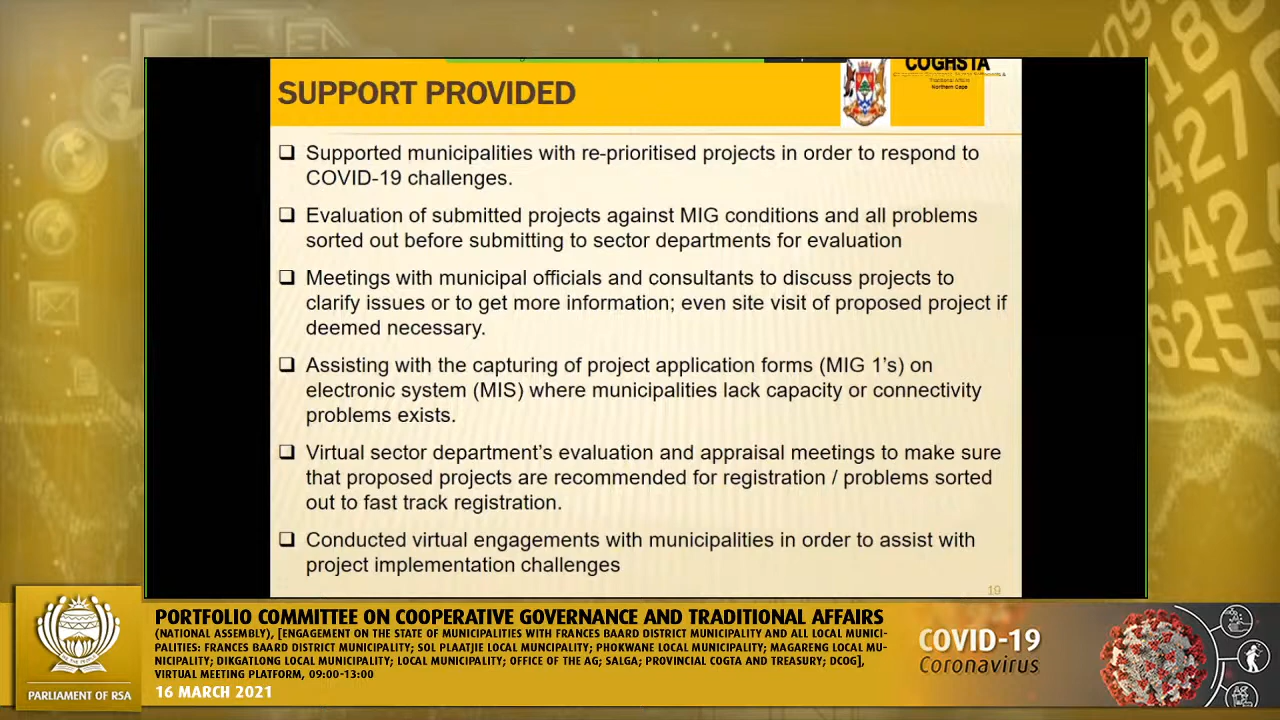 COGHSTA
Traditional Affairs
Northern Cape
SUPPORT PROVIDED
❑ Supported municipalities with re-prioritised projects in order to respond to
COVID-19 challenges.
❑ Evaluation of submitted projects against MIG conditions and all problems
sorted out before submitting to sector departments for evaluation
❑ Meetings with municipal officials and consultants to discuss projects to
clarify issues or to get more information; even site visit of proposed project if
deemed necessary.
❑ Assisting with the capturing of project application forms (MIG 1's) on
electronic system (MIS) where municipalities lack capacity or connectivity
problems exists.
❑ Virtual sector department's evaluation and appraisal meetings to make sure
that proposed projects are recommended for registration / problems sorted
out to fast track registration.
❑ Conducted virtual engagements with municipalities in order to assist with
project implementation challenges
19
PORTFOLIO COMMITTEE ON COOPERATIVE GOVERNANCE AND TRADITIONAL AFFAIRS
(NATIONAL ASSEMBLY), [ENGAGEMENT ON THE STATE OF MUNICIPALITIES WITH FRANCES BAARD DISTRICT MUNICIPALITY AND ALL LOCAL MUNICI-
PALITIES: FRANCES BAARD DISTRICT MUNICIPALITY; SOL PLAATJIE LOCAL MUNCIPALITY; PHOKWANE LOCAL MUNICIPALITY; MAGARENG LOCAL MU-
NICIPALITY; DIKGATLONG LOCAL MUNICIPALITY; LOCAL MUNICIPALITY; OFFICE OF THE AG; SALGA; PROVINCIAL COGTA AND TREASURY; DCOG],
VIRTUAL MEETING PLATFORM, 09:00-13:00
16 MARCH 2021
PARLIAMENT OF RSA
COVID-19
Coronavirus